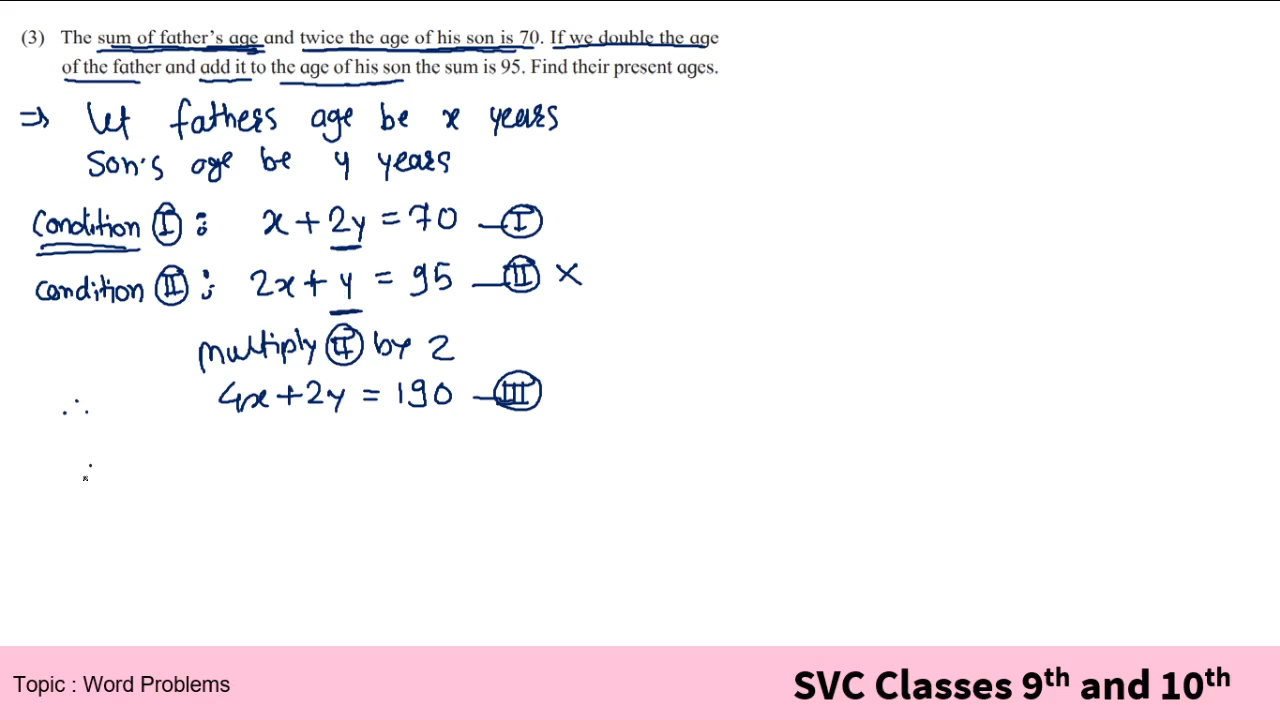 (3) The sum of father's age and twice the age of his son is 70. If we double the age
of the father and add it to the age of his son the sum is 95. Find their present ages.
⇒ let fathers age be x years
Son's age be y years
Condition I : x + 2y = 70 — I
condition II : 2x + y = 95 — II ×
multiply II by 2
∴ 4x + 2y = 190 — III
Topic : Word Problems
SVC Classes 9th and 10th